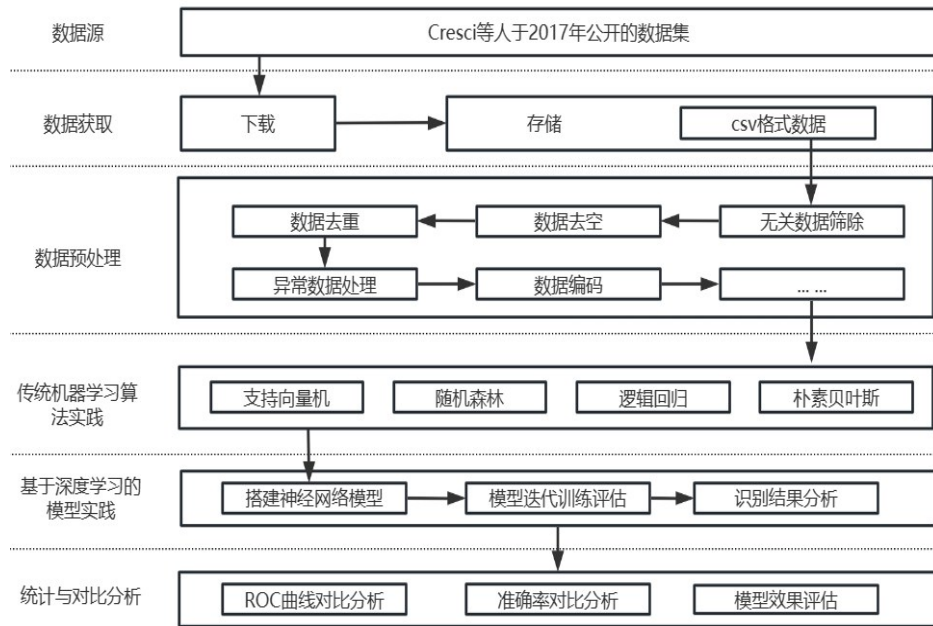 数据源
Cresci等人于2017年公开的数据集
数据获取
下载
存储
csv格式数据
数据预处理
数据去重
数据去空
无关数据筛除
异常数据处理
数据编码
... ...
传统机器学习算
法实践
支持向量机
随机森林
逻辑回归
朴素贝叶斯
基于深度学习的
模型实践
搭建神经网络模型
模型迭代训练评估
识别结果分析
统计与对比分析
ROC曲线对比分析
准确率对比分析
模型效果评估